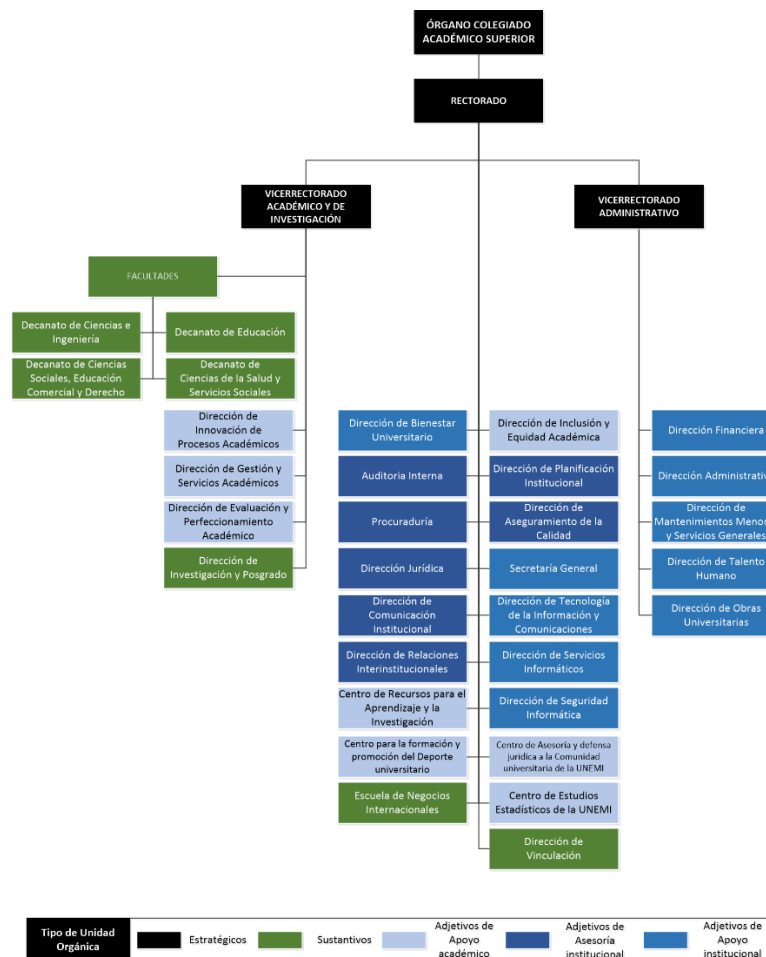 ÓRGANO COLEGIADO
ACADÉMICO SUPERIOR
RECTORADO
VICERRECTORADO
ACADÉMICO Y DE
INVESTIGACIÓN
VICERRECTORADO
ADMINISTRATIVO
FACULTADES
Decanato de Ciencias e
Ingeniería
Decanato de Educación
Decanato de Ciencias
Sociales, Educación
Comercial y Derecho
Decanato de
Ciencias de la Salud y
Servicios Sociales
Dirección de
Innovación de
Procesos Académicos
Dirección de Gestión y
Servicios Académicos
Dirección de Evaluación y
Perfeccionamiento
Académico
Dirección de
Investigación y Posgrado
Dirección de Bienestar
Universitario
Dirección de Inclusión y
Equidad Académica
Auditoria Interna
Dirección de Planificación
Institucional
Procuraduría
Dirección de
Aseguramiento de la
Calidad
Dirección Jurídica
Secretaría General
Dirección de
Comunicación
Institucional
Dirección de Tecnología
de la Información y
Comunicaciones
Dirección de Relaciones
Interinstitucionales
Dirección de Servicios
Informáticos
Centro de Recursos para el
Aprendizaje y la
Investigación
Dirección de Seguridad
Informática
Centro para la formación y
promoción del Deporte
universitario
Centro de Asesoría y defensa
jurídica a la Comunidad
universitaria de la UNEMI
Escuela de Negocios
Internacionales
Centro de Estudios
Estadísticos de la UNEMI
Dirección de
Vinculación
Dirección Financiera
Dirección Administrativ
Dirección de
Mantenimientos Menor
y Servicios Generales
Dirección de Talento
Humano
Dirección de Obras
Universitarias
Tipo de Unidad
Orgánica
Estratégicos
Sustantivos
Adjetivos de
Apoyo
académico
Adjetivos de
Asesoría
institucional
Adjetivos de
Apoyo
institucional